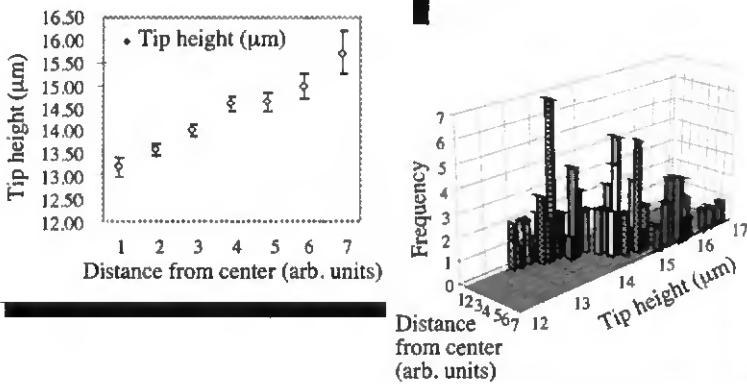 16.50
16.00
15.50
15.00
14.50
14.00
13.50
13.00
12.50
12.00
Tip height (μm)
Tip height (μm)
1 2 3 4 5 6 7
Distance from center (arb. units)
7
6
5
4
3
2
1
0
Frequency
1234567
12 13 14 15 16 17
Tip height (μm)
Distance
from center
(arb. units)